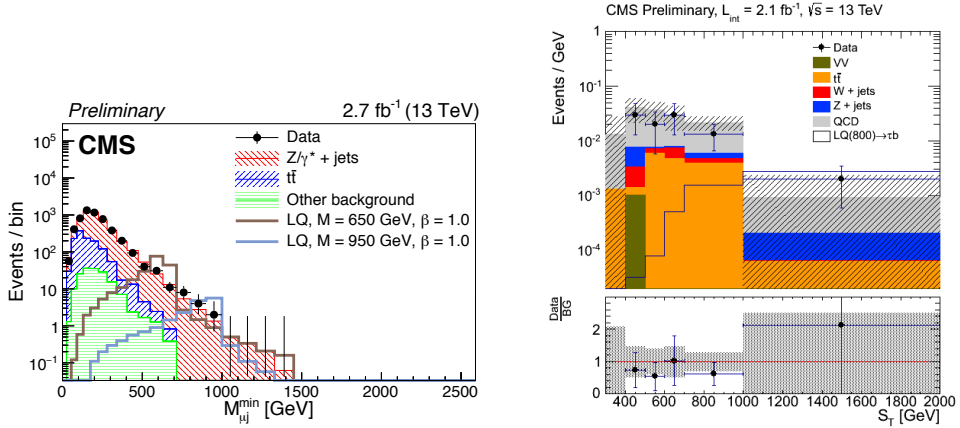 Preliminary 2.7 fb⁻¹ (13 TeV)
CMS
Data
Z/γ* + jets
tt̄
Other background
LQ, M = 650 GeV, β = 1.0
LQ, M = 950 GeV, β = 1.0
Events / bin
10⁵
10⁴
10³
10²
10
1
10⁻¹
0 500 1000 1500 2000 2500
M_μj^min [GeV]
CMS Preliminary, L_int = 2.1 fb⁻¹, √s = 13 TeV
Data
VV
tt̄
W + jets
Z + jets
QCD
LQ(800)→τb
Events / GeV
1
10⁻¹
10⁻²
10⁻³
10⁻⁴
Data
BG
2
1
0
400 600 800 1000 1200 1400 1600 1800 2000
S_T [GeV]